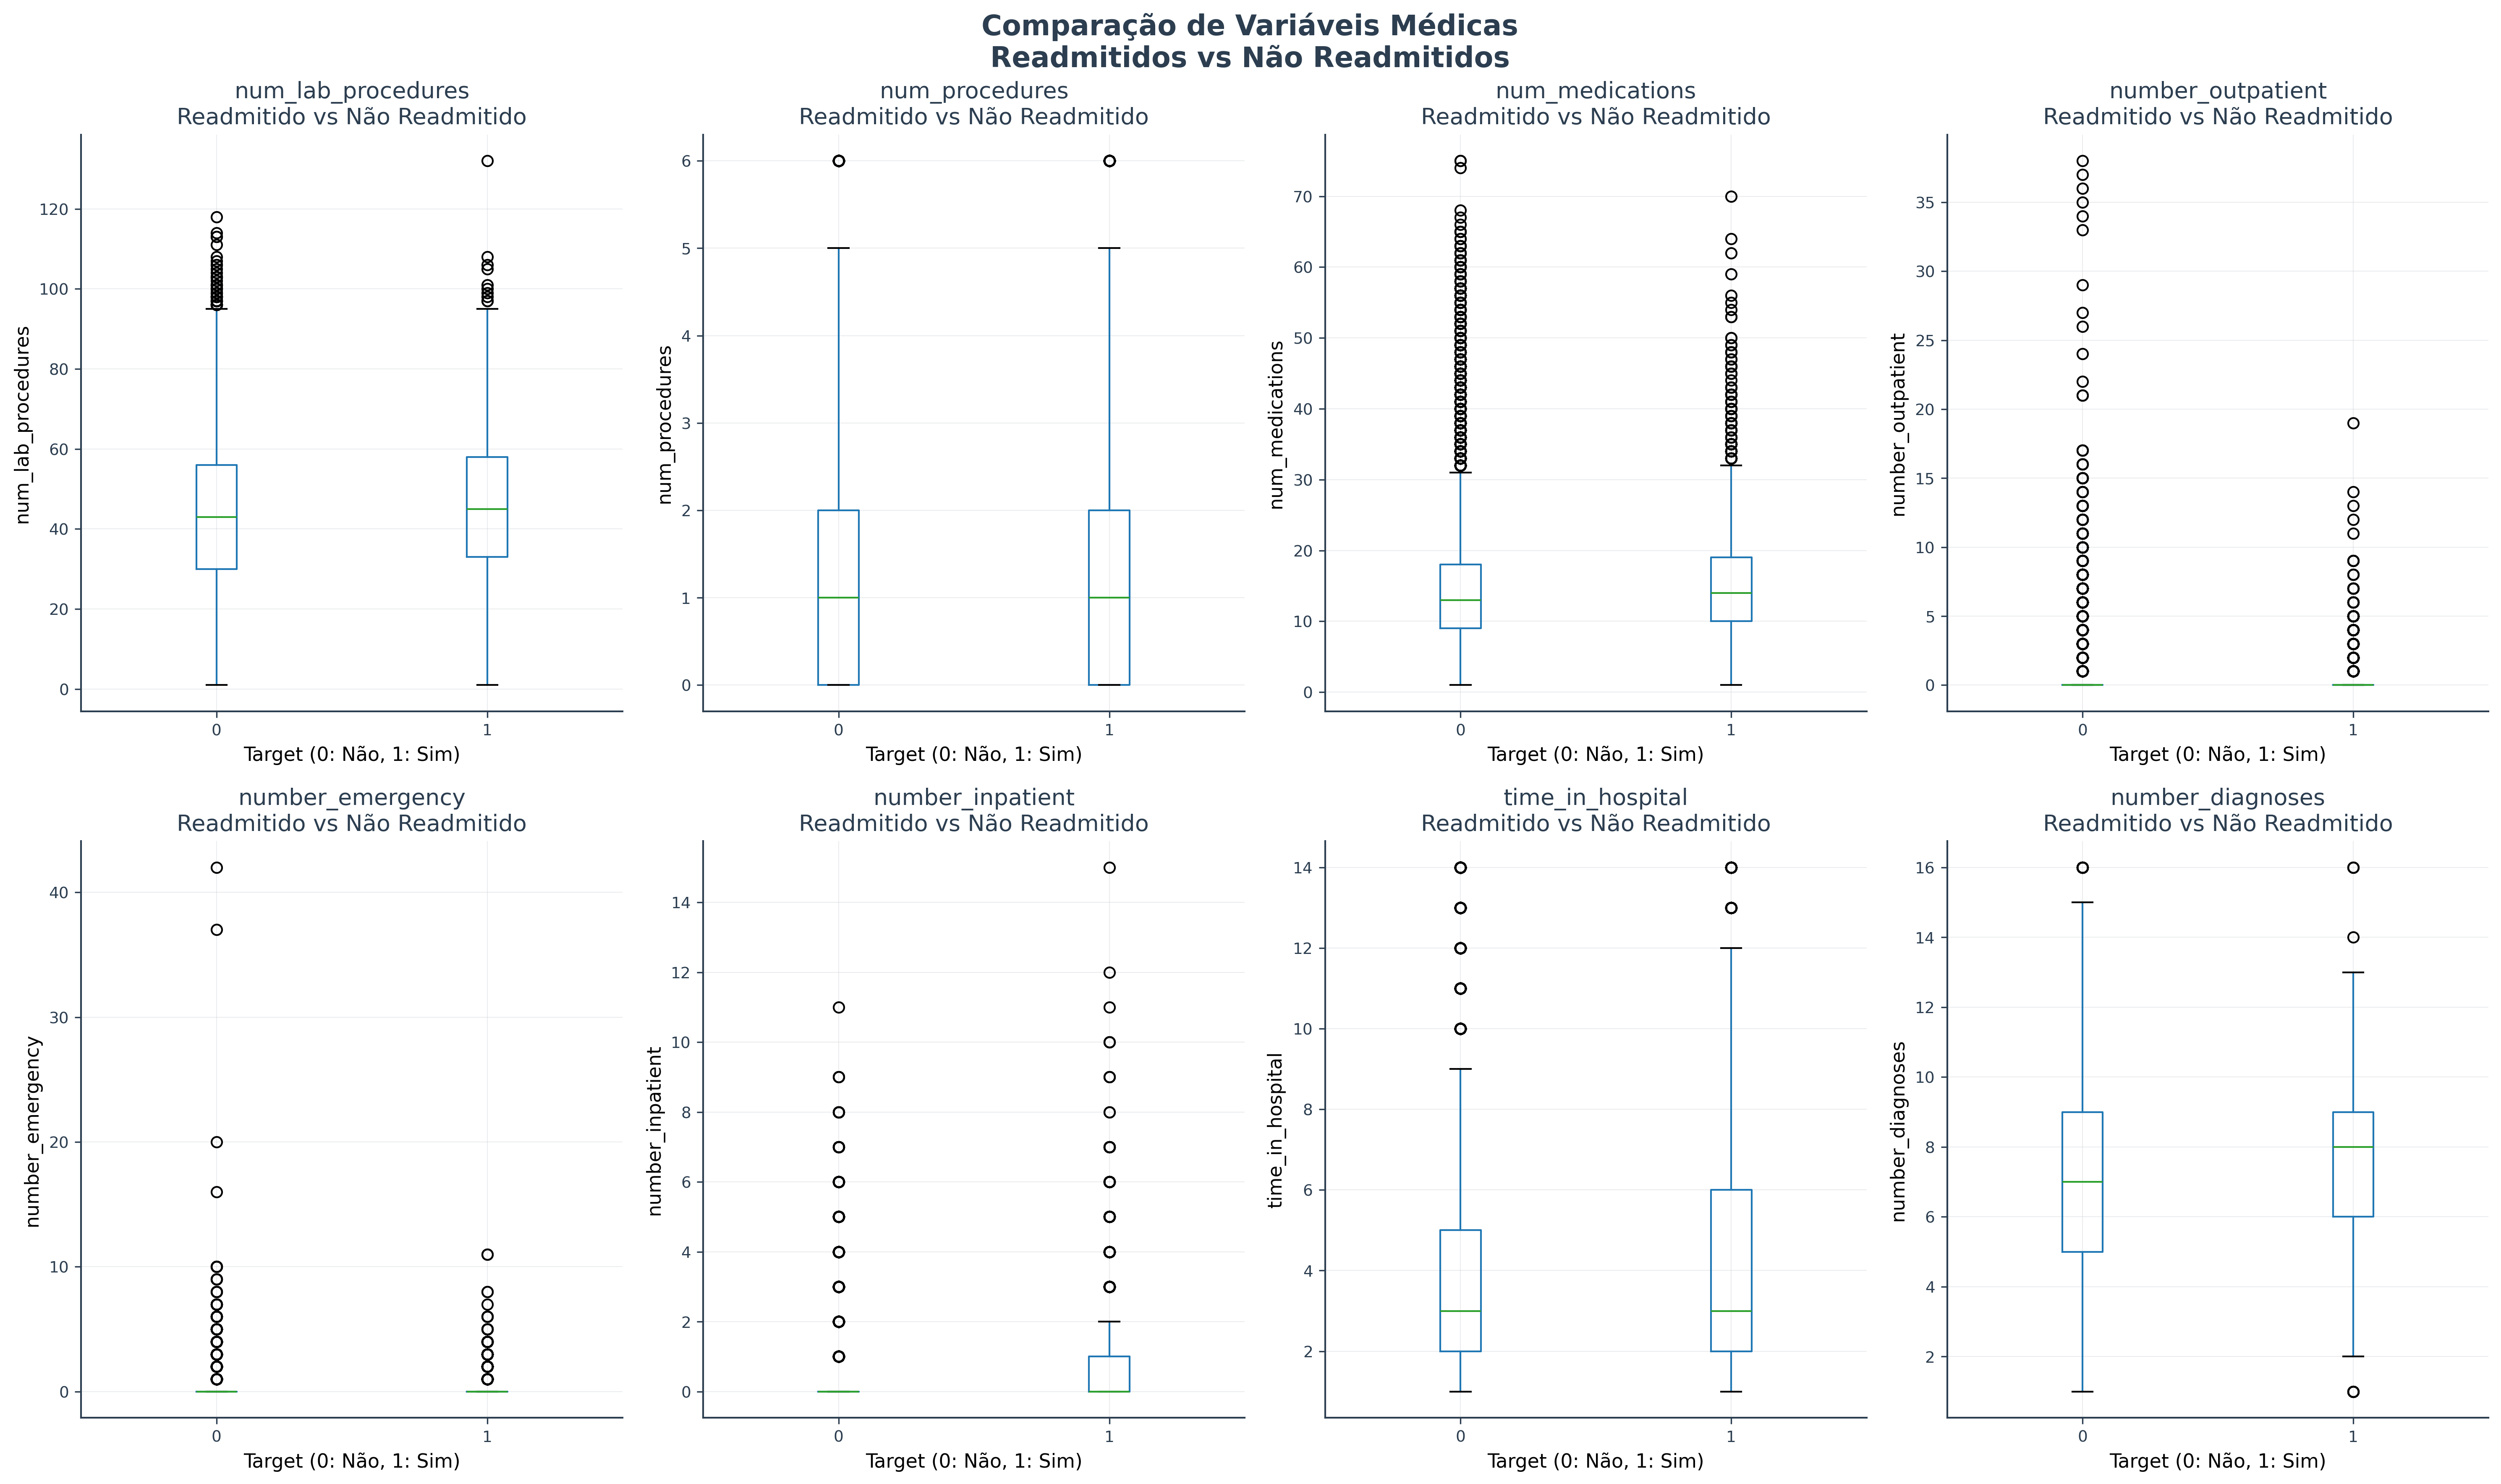 Comparação de Variáveis Médicas
Readmitidos vs Não Readmitidos
num_lab_procedures
Readmitido vs Não Readmitido
num_lab_procedures
120
100
80
60
40
20
0
0 1
Target (0: Não, 1: Sim)
num_procedures
Readmitido vs Não Readmitido
num_procedures
6
5
4
3
2
1
0
0 1
Target (0: Não, 1: Sim)
num_medications
Readmitido vs Não Readmitido
num_medications
70
60
50
40
30
20
10
0
0 1
Target (0: Não, 1: Sim)
number_outpatient
Readmitido vs Não Readmitido
number_outpatient
35
30
25
20
15
10
5
0
0 1
Target (0: Não, 1: Sim)
number_emergency
Readmitido vs Não Readmitido
number_emergency
40
30
20
10
0
0 1
Target (0: Não, 1: Sim)
number_inpatient
Readmitido vs Não Readmitido
number_inpatient
14
12
10
8
6
4
2
0
0 1
Target (0: Não, 1: Sim)
time_in_hospital
Readmitido vs Não Readmitido
time_in_hospital
14
12
10
8
6
4
2
0 1
Target (0: Não, 1: Sim)
number_diagnoses
Readmitido vs Não Readmitido
number_diagnoses
16
14
12
10
8
6
4
2
0 1
Target (0: Não, 1: Sim)